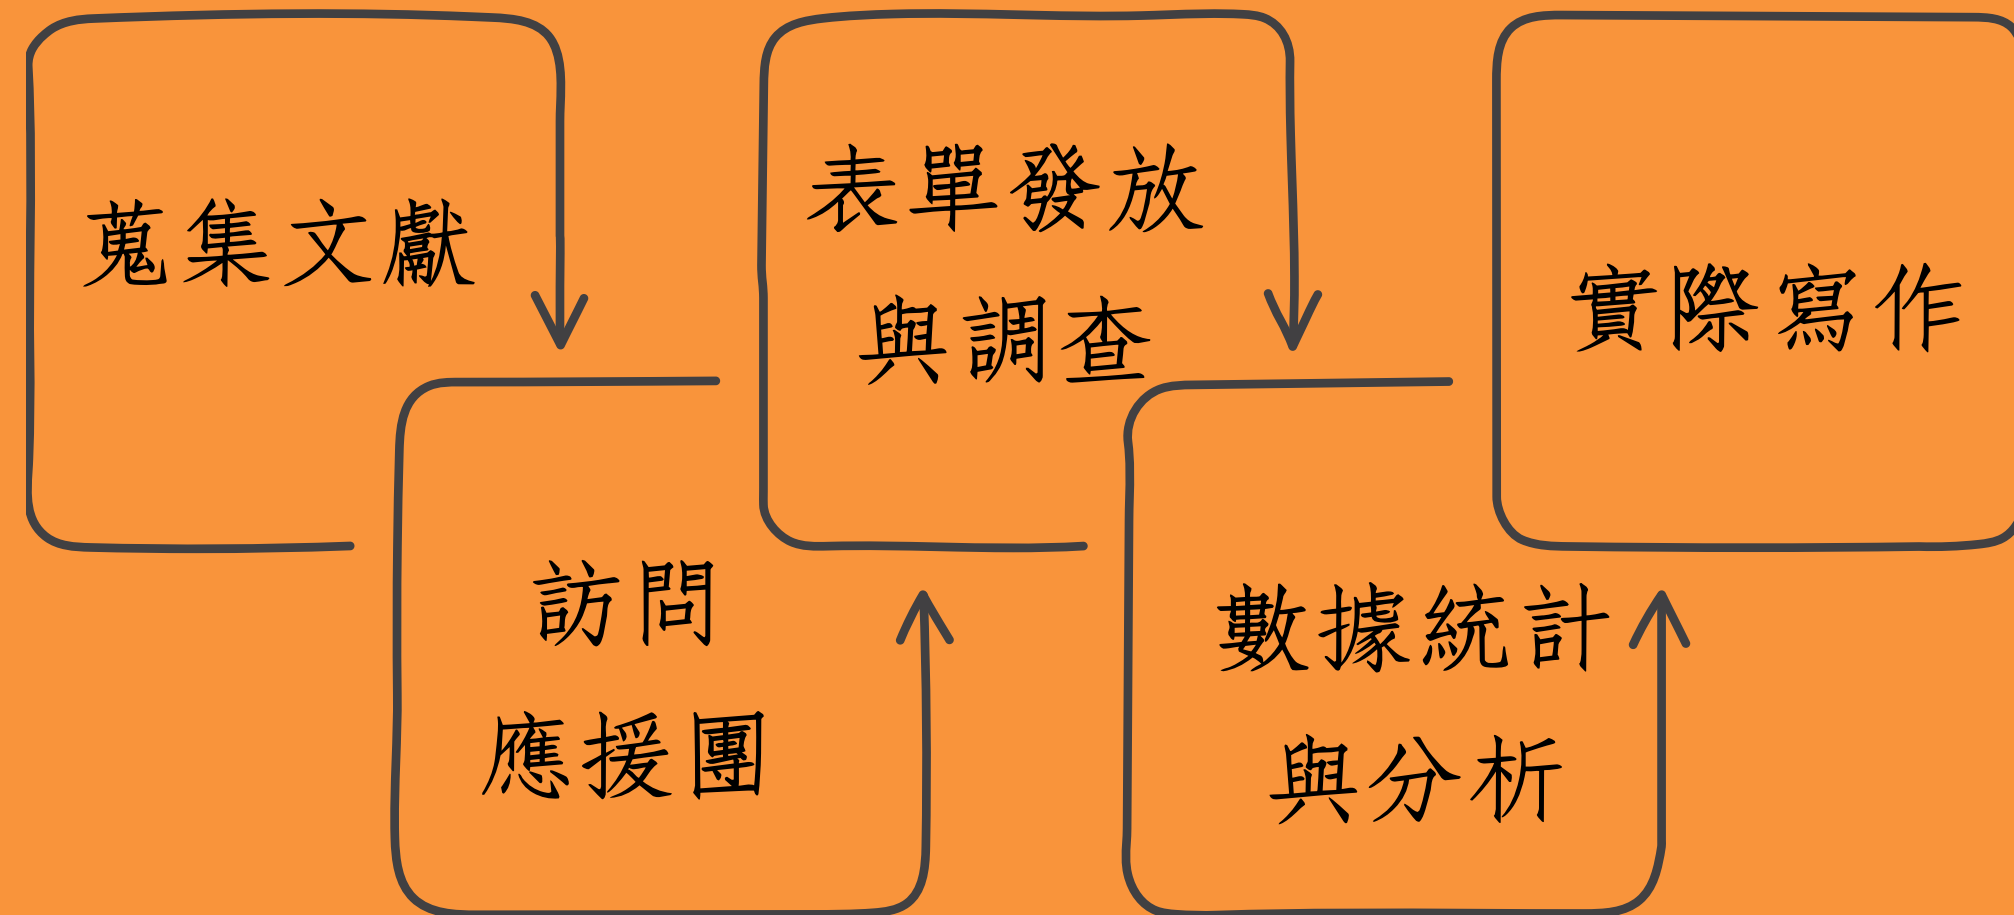 蒐集文獻
訪問
應援團
表單發放
與調查
數據統計
與分析
實際寫作